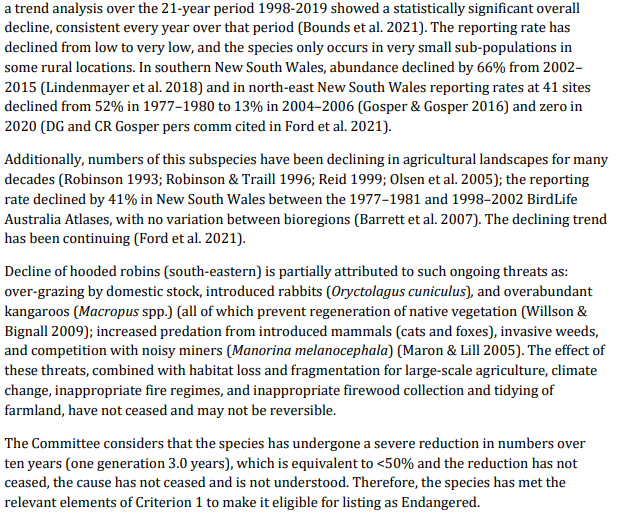 a trend analysis over the 21-year period 1998-2019 showed a statistically significant overall
decline, consistent every year over that period (Bounds et al. 2021). The reporting rate has
declined from low to very low, and the species only occurs in very small sub-populations in
some rural locations. In southern New South Wales, abundance declined by 66% from 2002–
2015 (Lindenmayer et al. 2018) and in north-east New South Wales reporting rates at 41 sites
declined from 52% in 1977–1980 to 13% in 2004–2006 (Gosper & Gosper 2016) and zero in
2020 (DG and CR Gosper pers comm cited in Ford et al. 2021).
Additionally, numbers of this subspecies have been declining in agricultural landscapes for many
decades (Robinson 1993; Robinson & Traill 1996; Reid 1999; Olsen et al. 2005); the reporting
rate declined by 41% in New South Wales between the 1977–1981 and 1998–2002 BirdLife
Australia Atlases, with no variation between bioregions (Barrett et al. 2007). The declining trend
has been continuing (Ford et al. 2021).
Decline of hooded robins (south-eastern) is partially attributed to such ongoing threats as:
over-grazing by domestic stock, introduced rabbits (Oryctolagus cuniculus), and overabundant
kangaroos (Macropus spp.) (all of which prevent regeneration of native vegetation (Willson &
Bignall 2009); increased predation from introduced mammals (cats and foxes), invasive weeds,
and competition with noisy miners (Manorina melanocephala) (Maron & Lill 2005). The effect of
these threats, combined with habitat loss and fragmentation for large-scale agriculture, climate
change, inappropriate fire regimes, and inappropriate firewood collection and tidying of
farmland, have not ceased and may not be reversible.
The Committee considers that the species has undergone a severe reduction in numbers over
ten years (one generation 3.0 years), which is equivalent to <50% and the reduction has not
ceased, the cause has not ceased and is not understood. Therefore, the species has met the
relevant elements of Criterion 1 to make it eligible for listing as Endangered.